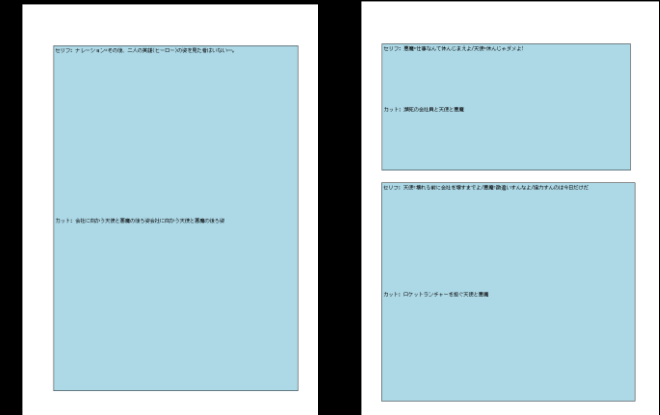 セリフ: ナレーション・その後、二人の英雄(ヒーロー)の姿を見た者はいない…。
カット: 会社に向かう天使と悪魔の後ろ姿会社に向かう天使と悪魔の後ろ姿
セリフ: 悪魔・仕事なんて休んじまえよ/天使・休んじゃダメよ!
カット: 瀕死の会社員と天使と悪魔
セリフ: 天使・壊れる前に会社を壊すまでよ/悪魔・勘違いすんなよ/協力すんのは今日だけだ
カット: ロケットランチャーを担ぐ天使と悪魔